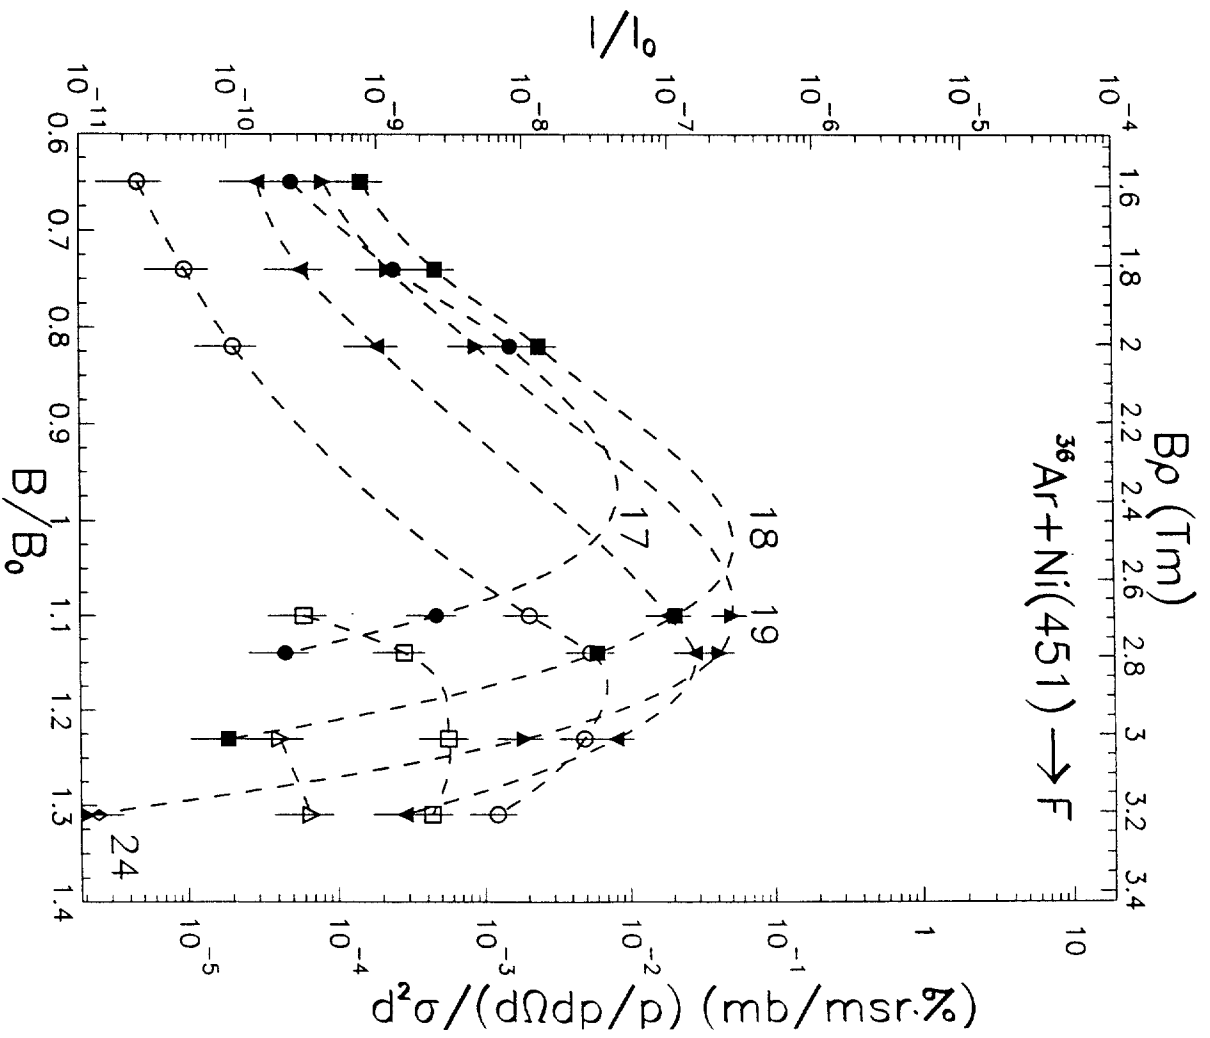 Bρ (Tm)
1.6 1.8 2 2.2 2.4 2.6 2.8 3 3.2 3.4
³⁶Ar+Ni(451) → F
I/I₀
10⁻⁴
10⁻⁵
10⁻⁶
10⁻⁷
10⁻⁸
10⁻⁹
10⁻¹⁰
10⁻¹¹
17
18
19
24
10
1
10⁻¹
10⁻²
10⁻³
10⁻⁴
10⁻⁵
d²σ/(dΩdp/p) (mb/msr·%)
0.6 0.7 0.8 0.9 1 1.1 1.2 1.3 1.4
B/B₀